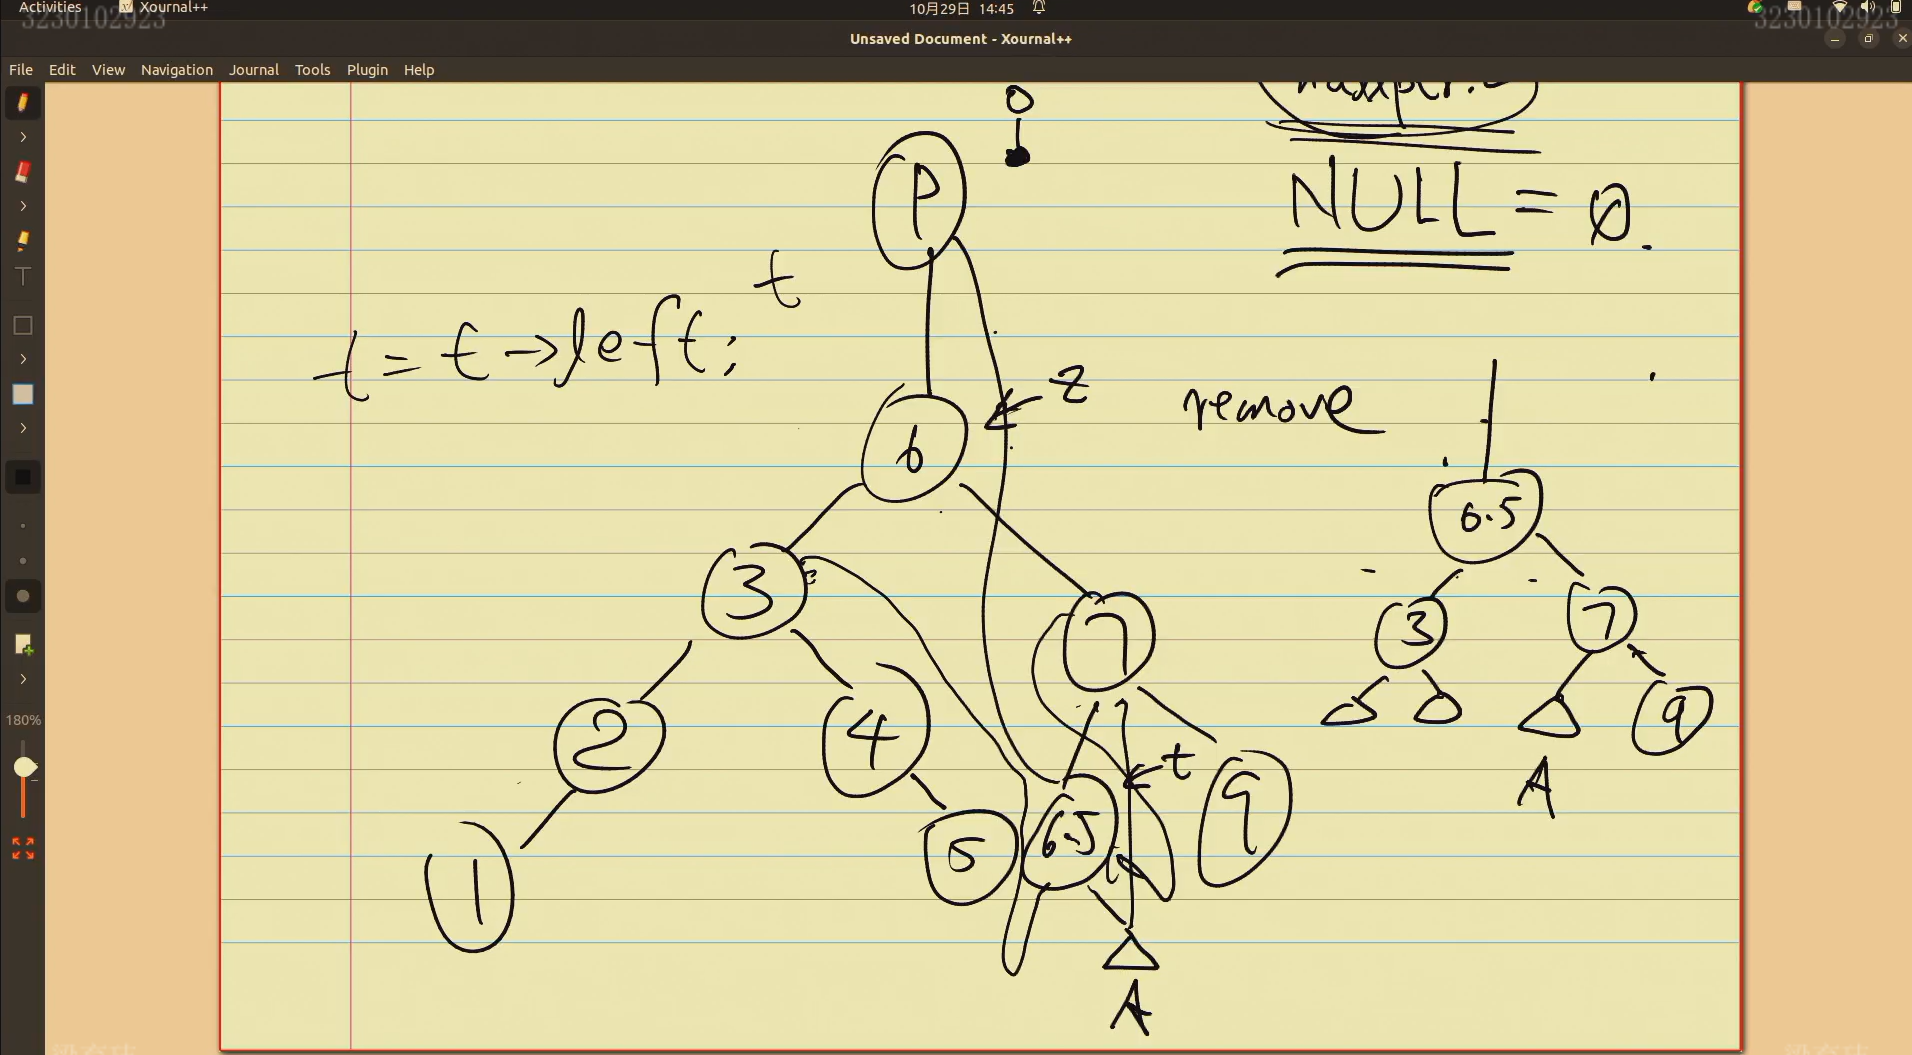 Activities
Xournal++
10月29日 14:45
3230102923
3230102923
Unsaved Document - Xournal++
File Edit View Navigation Journal Tools Plugin Help
P
NULL = 0.
t
t = t → left;
z
remove
6
6.5
3
7
3
7
2
4
9
t
9
A
6.5
5
1
A
180%